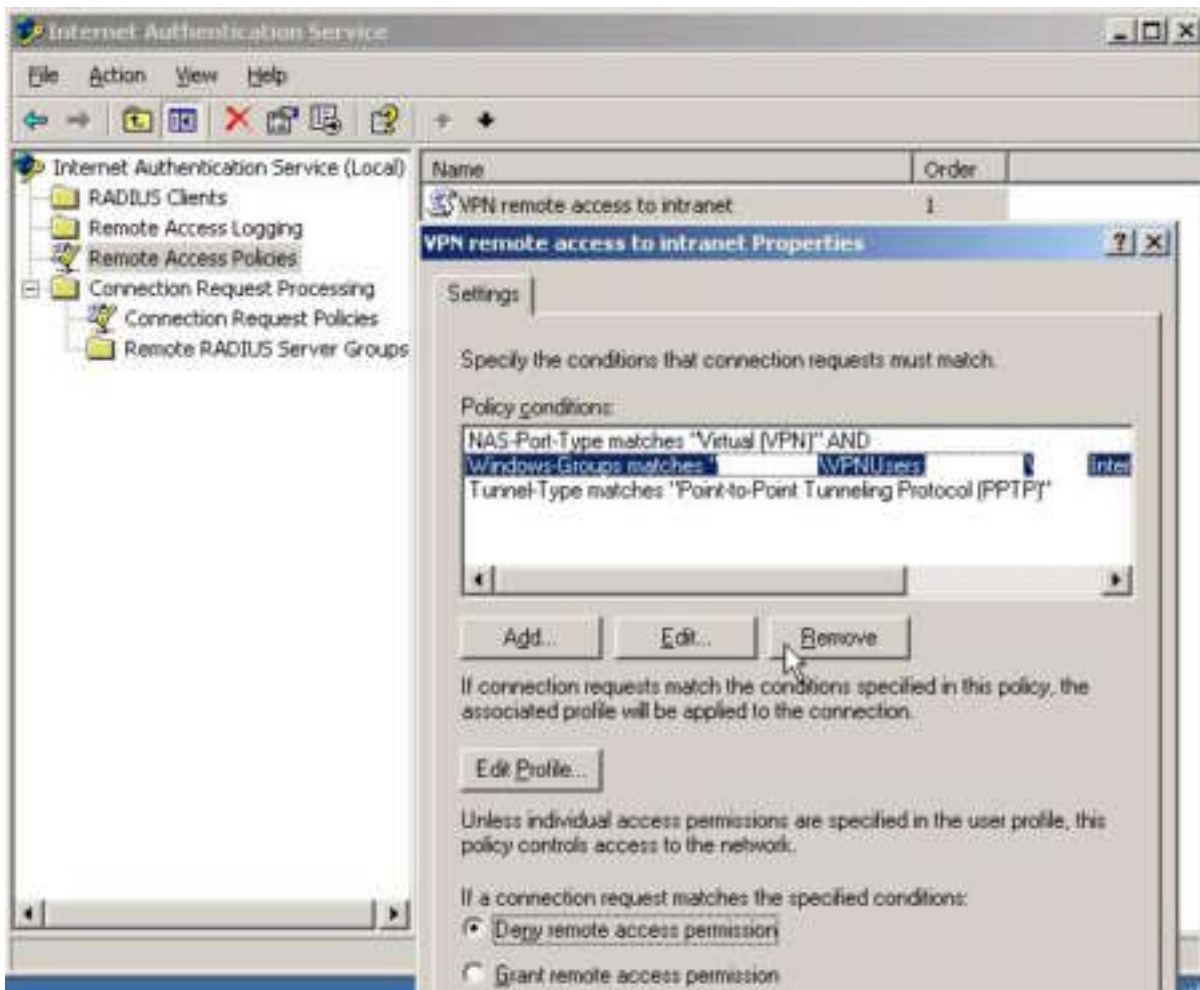 Internet Authentication Service
File Action View Help
Internet Authentication Service (Local)
RADIUS Clients
Remote Access Logging
Remote Access Policies
Connection Request Processing
Connection Request Policies
Remote RADIUS Server Groups
Name Order
VPN remote access to intranet 1
VPN remote access to intranet Properties
Settings
Specify the conditions that connection requests must match.
Policy conditions:
NAS-Port-Type matches "Virtual (VPN)" AND
Windows-Groups matches " \VPNUsers \ Inter
Tunnel-Type matches "Point-to-Point Tunneling Protocol (PPTP)"
Add... Edit... Remove
If connection requests match the conditions specified in this policy, the
associated profile will be applied to the connection.
Edit Profile...
Unless individual access permissions are specified in the user profile, this
policy controls access to the network.
If a connection request matches the specified conditions:
Deny remote access permission
Grant remote access permission